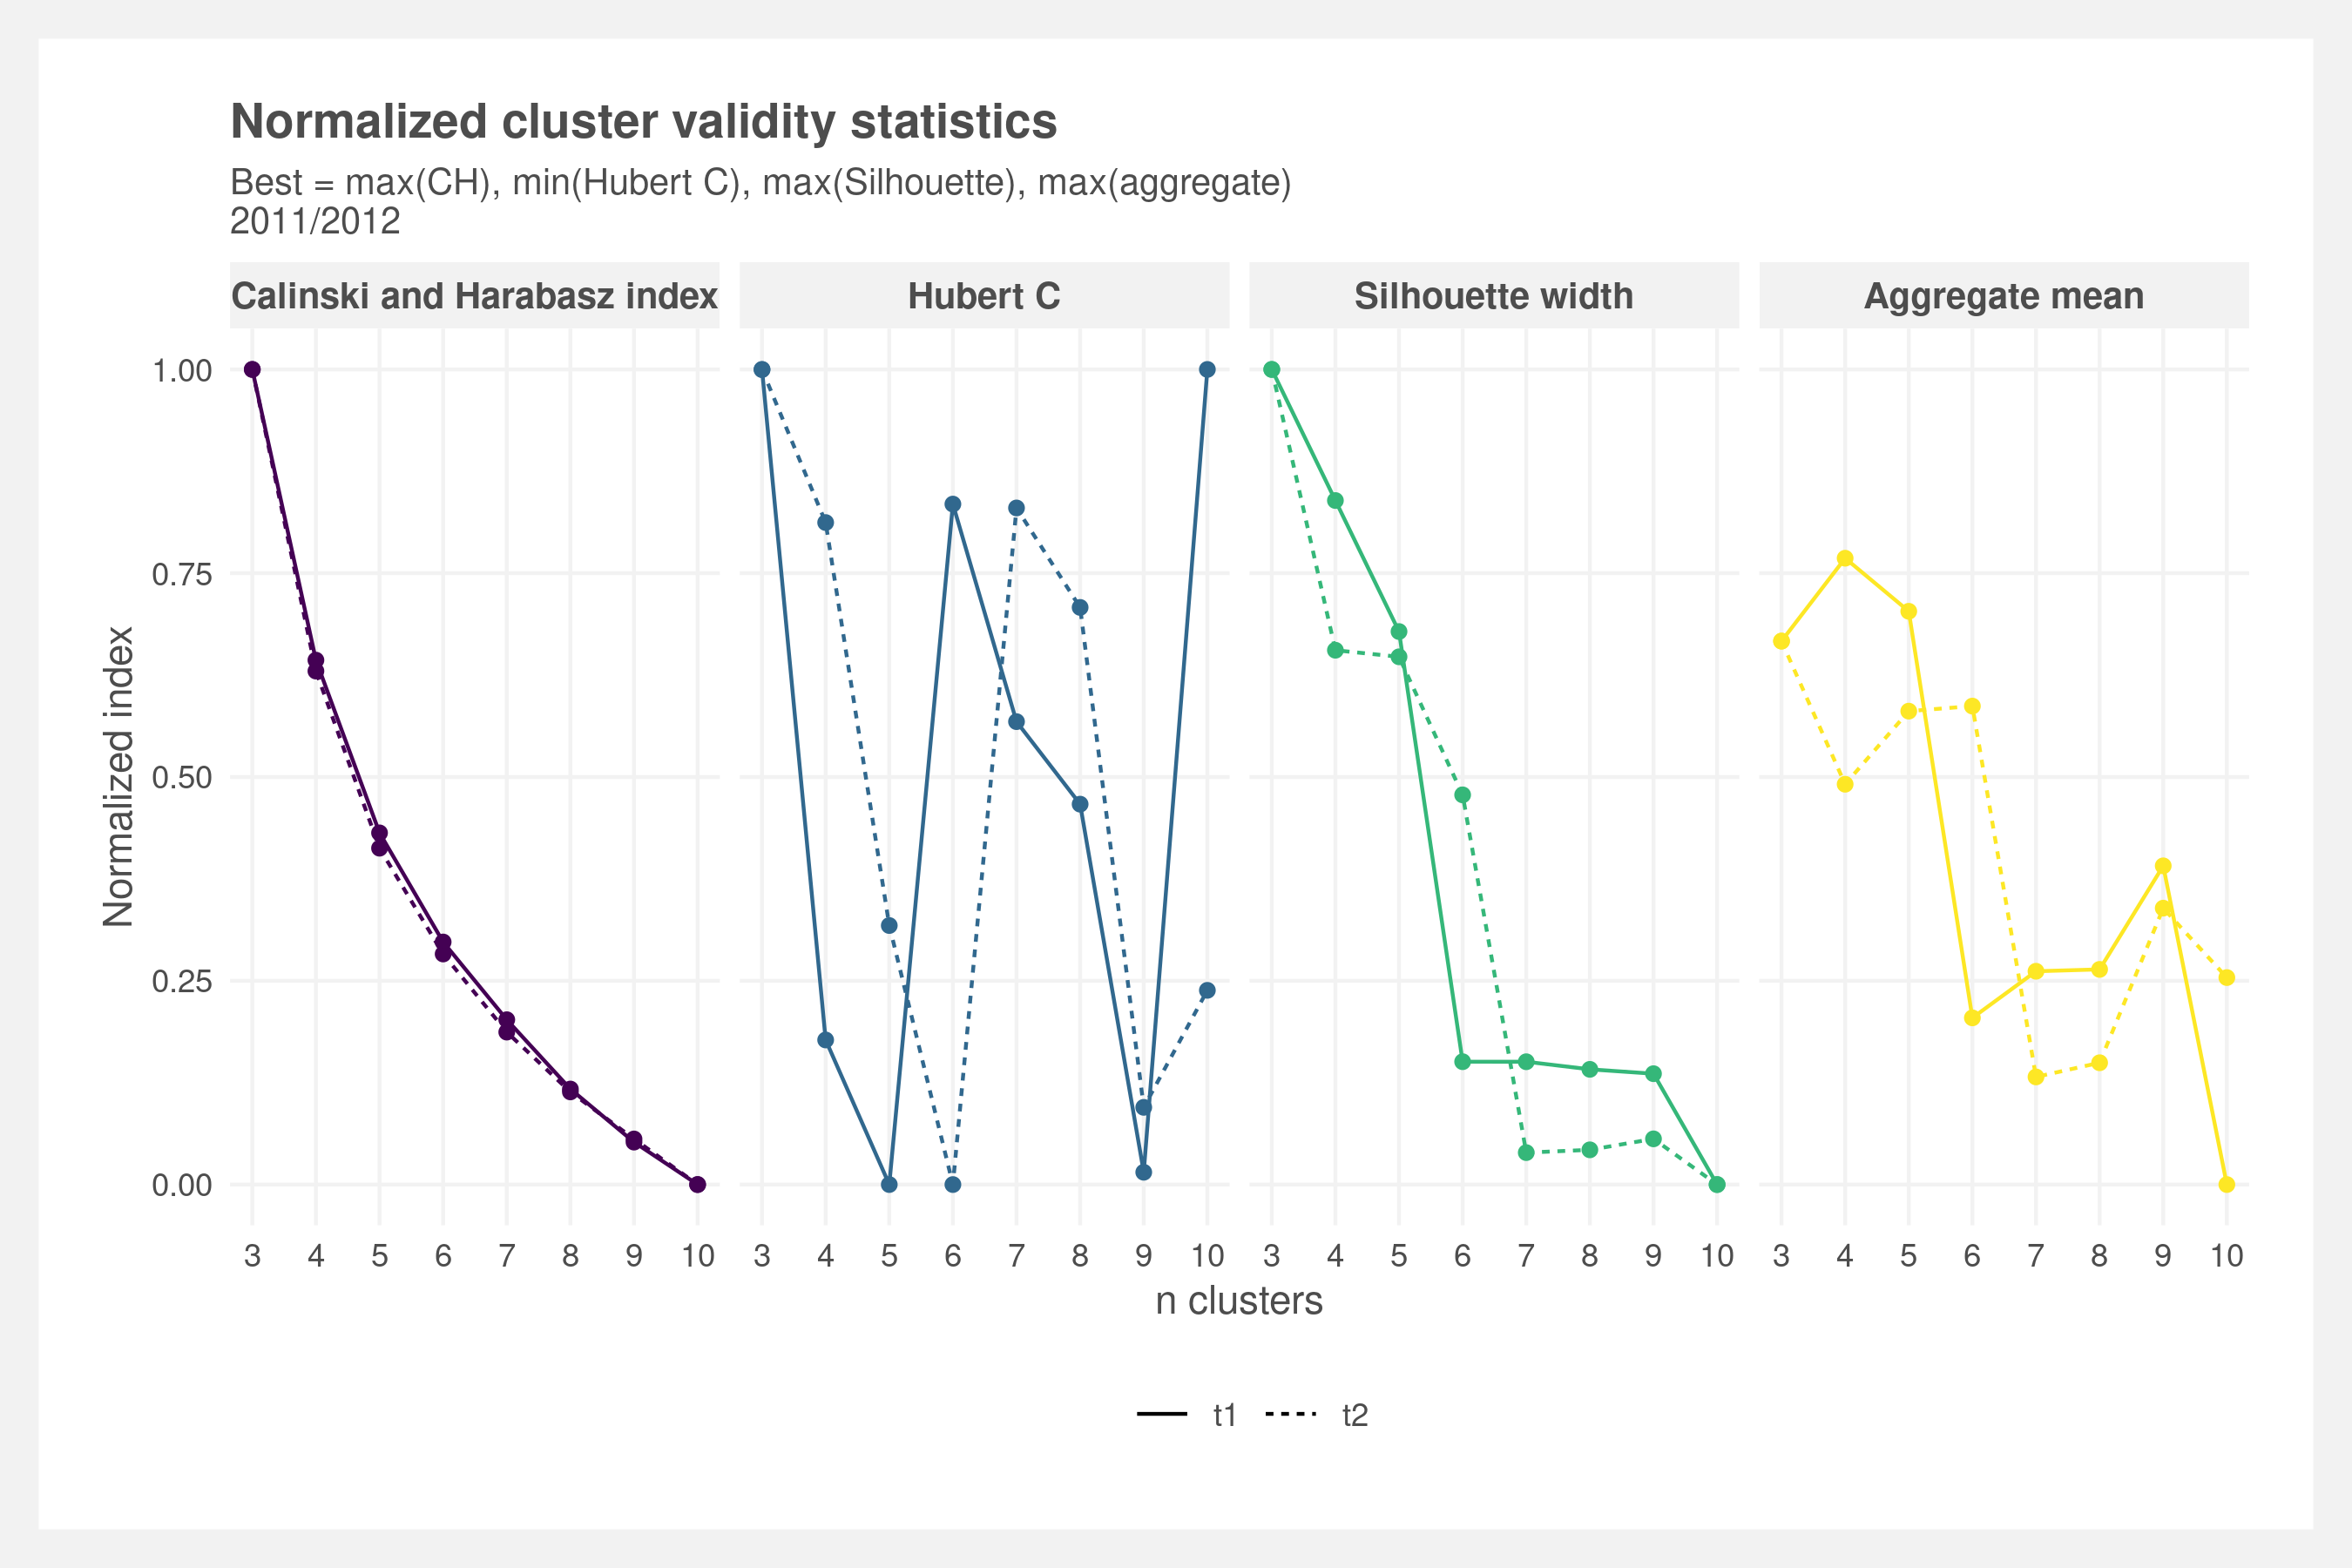 Normalized cluster validity statistics
Best = max(CH), min(Hubert C), max(Silhouette), max(aggregate)
2011/2012
Calinski and Harabasz index
Hubert C
Silhouette width
Aggregate mean
Normalized index
1.00
0.75
0.50
0.25
0.00
3 4 5 6 7 8 9 10 3 4 5 6 7 8 9 10 3 4 5 6 7 8 9 10 3 4 5 6 7 8 9 10
n clusters
t1 t2